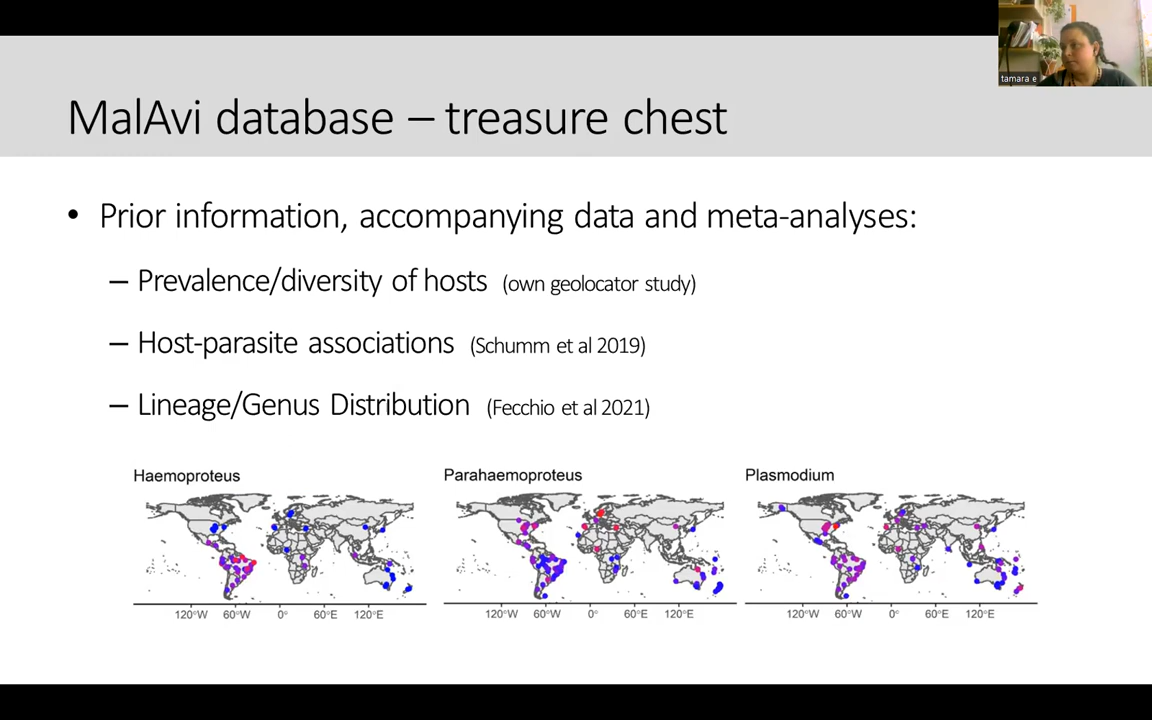 tamara e
MalAvi database – treasure chest
• Prior information, accompanying data and meta-analyses:
– Prevalence/diversity of hosts (own geolocator study)
– Host-parasite associations (Schumm et al 2019)
– Lineage/Genus Distribution (Fecchio et al 2021)
Haemoproteus Parahaemoproteus Plasmodium
120°W 60°W 0° 60°E 120°E 120°W 60°W 0° 60°E 120°E 120°W 60°W 0° 60°E 120°E